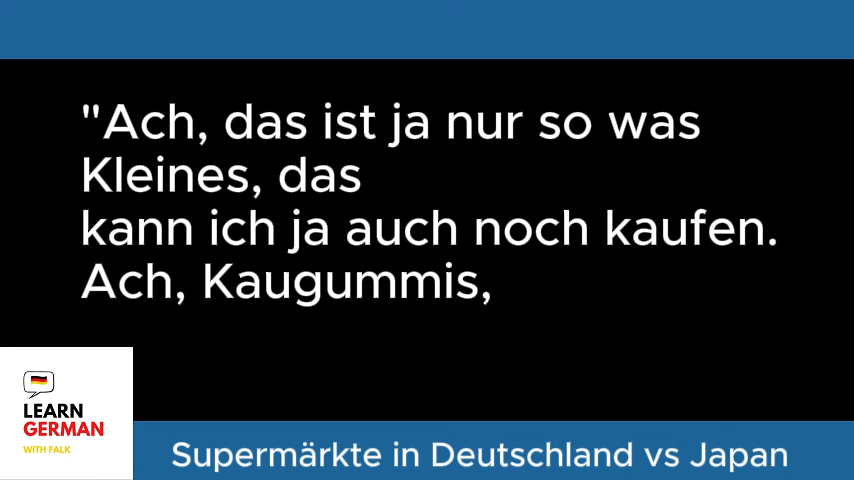 "Ach, das ist ja nur so was
Kleines, das
kann ich ja auch noch kaufen.
Ach, Kaugummis,
LEARN
GERMAN
WITH FALK
Supermärkte in Deutschland vs Japan